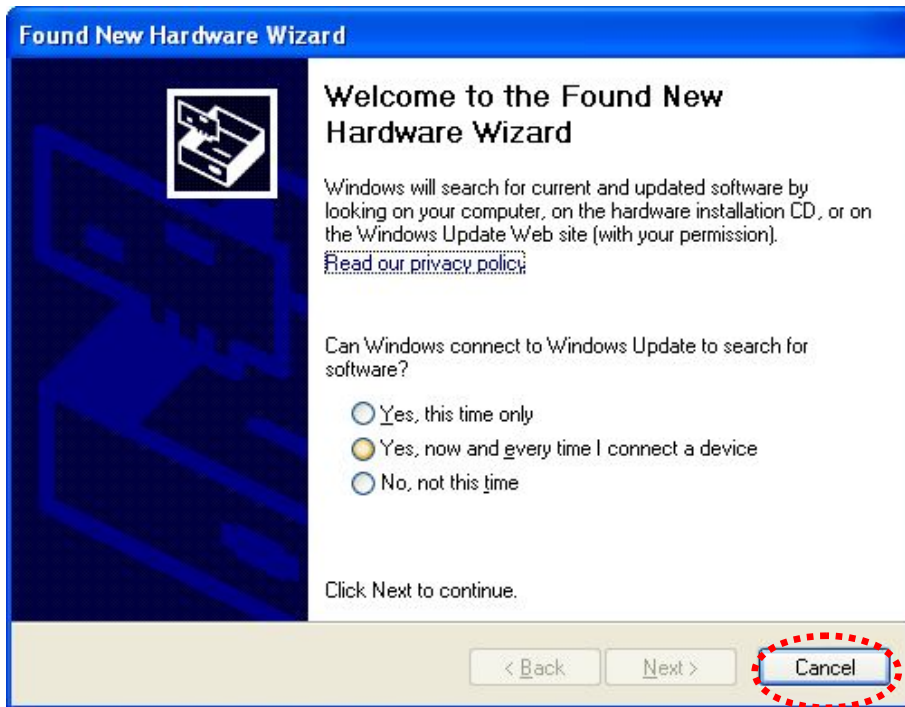 Found New Hardware Wizard
Welcome to the Found New
Hardware Wizard
Windows will search for current and updated software by
looking on your computer, on the hardware installation CD, or on
the Windows Update Web site (with your permission).
Read our privacy policy
Can Windows connect to Windows Update to search for
software?
Yes, this time only
Yes, now and every time I connect a device
No, not this time
Click Next to continue.
< Back Next > Cancel